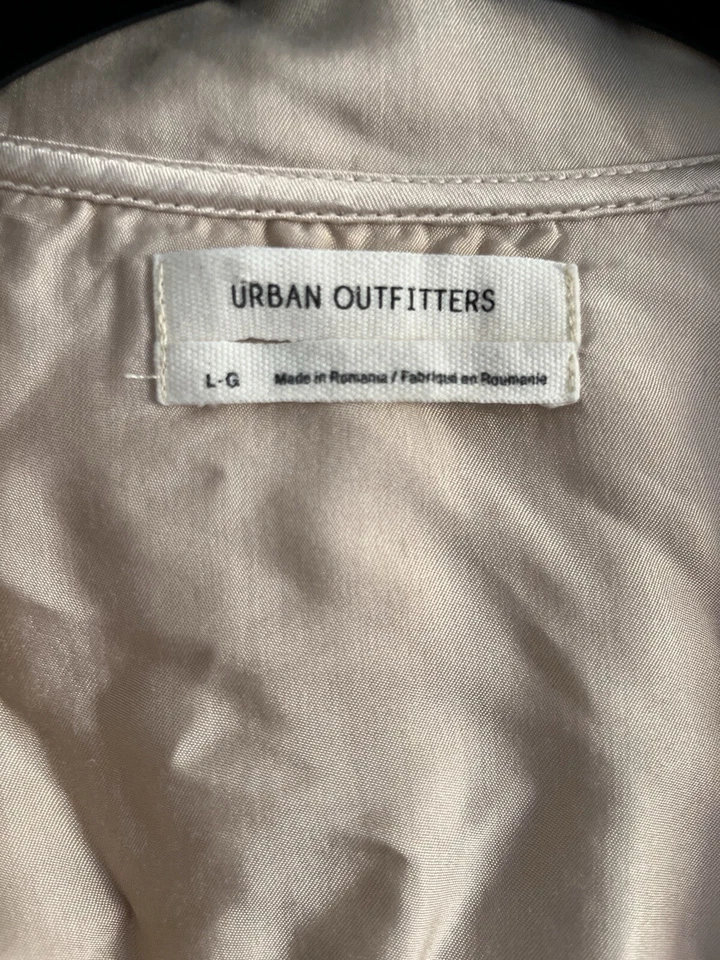 URBAN OUTFITTERS
L-G Made in Romania / Fabriqué en Roumanie